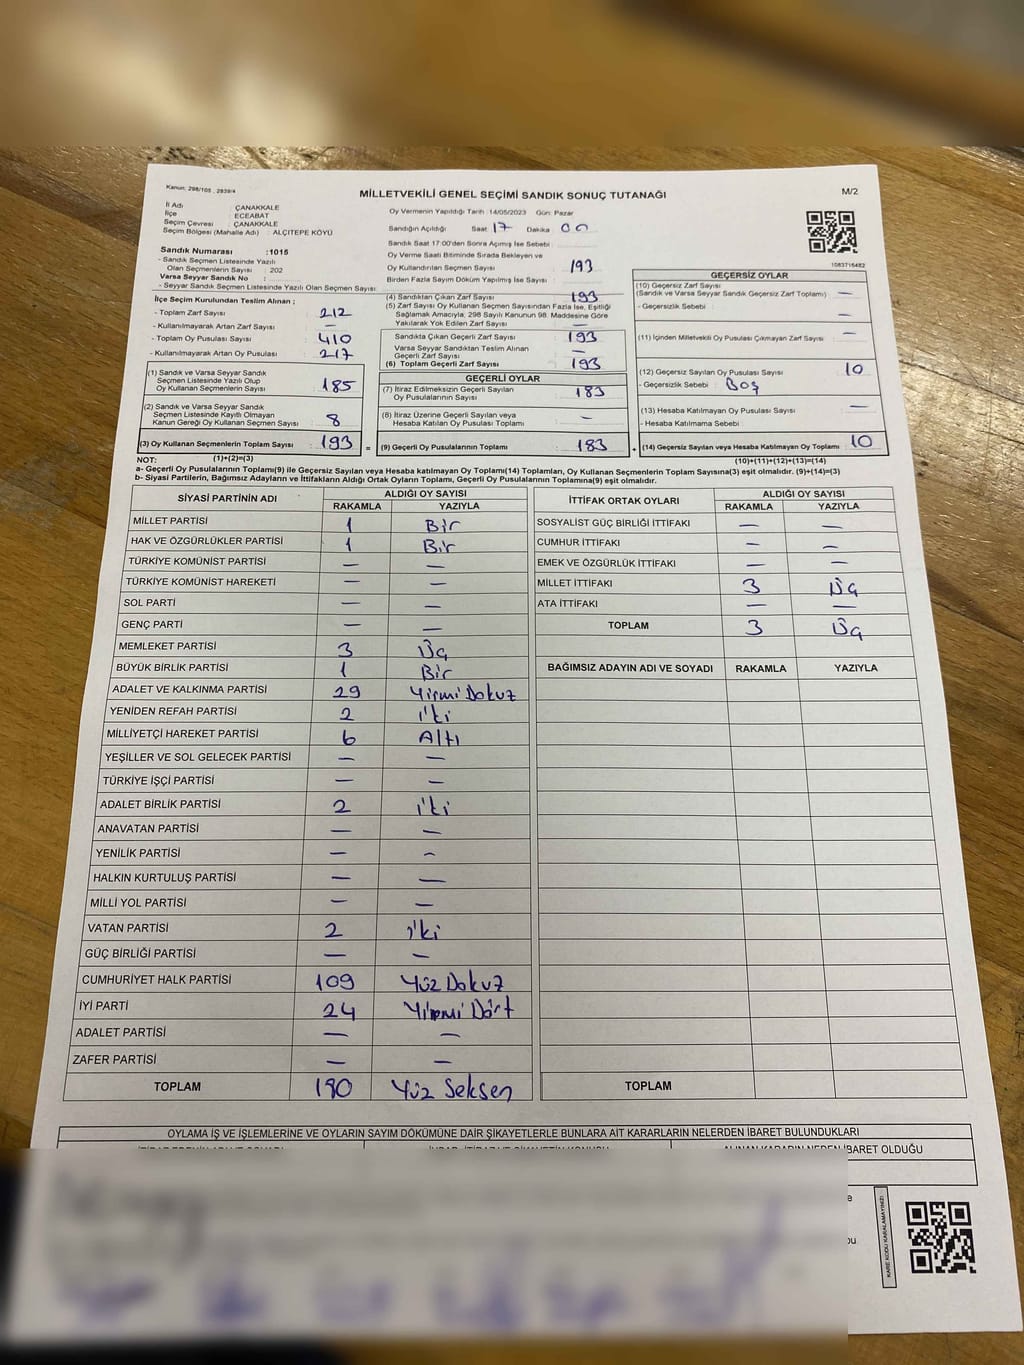 Kanun: 298/105 , 2839/4
MİLLETVEKİLİ GENEL SEÇİMİ SANDIK SONUÇ TUTANAĞI
M/2
İl Adı : ÇANAKKALE
İlçe : ECEABAT
Seçim Çevresi : ÇANAKKALE
Seçim Bölgesi (Mahalle Adı) : ALÇITEPE KÖYÜ
Oy Vermenin Yapıldığı Tarih :14/05/2023 Gün: Pazar
Sandığın Açıldığı Saat 17 Dakika 00
Sandık Saat 17:00'den Sonra Açılmış İse Sebebi :
Oy Verme Saati Bitiminde Sırada Bekleyen ve
Oy Kullandırılan Seçmen Sayısı : 193
Birden Fazla Sayım Döküm Yapılmış İse Sayısı :
1083716482
Sandık Numarası :1015
- Sandık Seçmen Listesinde Yazılı
Olan Seçmenlerin Sayısı : 202
Varsa Seyyar Sandık No :
- Seyyar Sandık Seçmen Listesinde Yazılı Olan Seçmen Sayısı:
İlçe Seçim Kurulundan Teslim Alınan ;
- Toplam Zarf Sayısı : 212
- Kullanılmayarak Artan Zarf Sayısı : —
- Toplam Oy Pusulası Sayısı : 410
- Kullanılmayarak Artan Oy Pusulası : 217
(1) Sandık ve Varsa Seyyar Sandık
Seçmen Listesinde Yazılı Olup
Oy Kullanan Seçmenlerin Sayısı : 185
(2) Sandık ve Varsa Seyyar Sandık
Seçmen Listesinde Kayıtlı Olmayan
Kanun Gereği Oy Kullanan Seçmen Sayısı : 8
(3) Oy Kullanan Seçmenlerin Toplam Sayısı : 193 =
(4) Sandıktan Çıkan Zarf Sayısı : 193
(5) Zarf Sayısı Oy Kullanan Seçmen Sayısından Fazla İse, Eşitliği
Sağlamak Amacıyla, 298 Sayılı Kanunun 98. Maddesine Göre
Yakılarak Yok Edilen Zarf Sayısı : —
Sandıkta Çıkan Geçerli Zarf Sayısı : 193
Varsa Seyyar Sandıktan Teslim Alınan
Geçerli Zarf Sayısı : —
(6) Toplam Geçerli Zarf Sayısı : 193
GEÇERLİ OYLAR
(7) İtiraz Edilmeksizin Geçerli Sayılan
Oy Pusulasının Sayısı : 183
(8) İtiraz Üzerine Geçerli Sayılan veya
Hesaba Katılan Oy Pusulası Toplamı : —
(9) Geçerli Oy Pusulalarının Toplamı : 183 +
GEÇERSİZ OYLAR
(10) Geçersiz Zarf Sayısı
(Sandık ve Varsa Seyyar Sandık Geçersiz Zarf Toplamı) : —
- Geçersizlik Sebebi : —
(11) İçinden Milletvekili Oy Pusulası Çıkmayan Zarf Sayısı : —
(12) Geçersiz Sayılan Oy Pusulası Sayısı : 10
- Geçersizlik Sebebi : Boş
(13) Hesaba Katılmayan Oy Pusulası Sayısı : —
- Hesaba Katılmama Sebebi :
(14) Geçersiz Sayılan veya Hesaba Katılmayan Oy Toplamı : 10
NOT: (1)+(2)=(3) (10)+(11)+(12)+(13)=(14)
a- Geçerli Oy Pusulalarının Toplamı(9) ile Geçersiz Sayılan veya Hesaba katılmayan Oy Toplamı(14) Toplamları, Oy Kullanan Seçmenlerin Toplam Sayısına(3) eşit olmalıdır. (9)+(14)=(3)
b- Siyasi Partilerin, Bağımsız Adayların ve İttifakların Aldığı Ortak Oyların Toplamı, Geçerli Oy Pusulalarının Toplamına(9) eşit olmalıdır.
SİYASİ PARTİNİN ADI ALDIĞI OY SAYISI
RAKAMLA YAZIYLA
MİLLET PARTİSİ 1 Bir
HAK VE ÖZGÜRLÜKLER PARTİSİ 1 Bir
TÜRKİYE KOMÜNİST PARTİSİ — —
TÜRKİYE KOMÜNİST HAREKETİ — —
SOL PARTİ — —
GENÇ PARTİ — —
MEMLEKET PARTİSİ 3 Üç
BÜYÜK BİRLİK PARTİSİ 1 Bir
ADALET VE KALKINMA PARTİSİ 29 Yirmi Dokuz
YENİDEN REFAH PARTİSİ 2 iki
MİLLİYETÇİ HAREKET PARTİSİ 6 Altı
YEŞİLLER VE SOL GELECEK PARTİSİ — —
TÜRKİYE İŞÇİ PARTİSİ — —
ADALET BİRLİK PARTİSİ 2 iki
ANAVATAN PARTİSİ — —
YENİLİK PARTİSİ — —
HALKIN KURTULUŞ PARTİSİ — —
MİLLİ YOL PARTİSİ — —
VATAN PARTİSİ 2 iki
GÜÇ BİRLİĞİ PARTİSİ — —
CUMHURİYET HALK PARTİSİ 109 Yüz Dokuz
İYİ PARTİ 24 Yirmi Dört
ADALET PARTİSİ — —
ZAFER PARTİSİ — —
TOPLAM 180 Yüz Seksen
İTTİFAK ORTAK OYLARI ALDIĞI OY SAYISI
RAKAMLA YAZIYLA
SOSYALİST GÜÇ BİRLİĞİ İTTİFAKI — —
CUMHUR İTTİFAKI — —
EMEK VE ÖZGÜRLÜK İTTİFAKI — —
MİLLET İTTİFAKI 3 Üç
ATA İTTİFAKI — —
TOPLAM 3 Üç
BAĞIMSIZ ADAYIN ADI VE SOYADI RAKAMLA YAZIYLA
TOPLAM
OYLAMA İŞ VE İŞLEMLERİNE VE OYLARIN SAYIM DÖKÜMÜNE DAİR ŞİKAYETLERLE BUNLARA AİT KARARLARIN NELERDEN İBARET BULUNDUKLARI
ALINAN KARARIN NEDEN İBARET OLDUĞU
KARE KODU KARALAMAYINIZ!